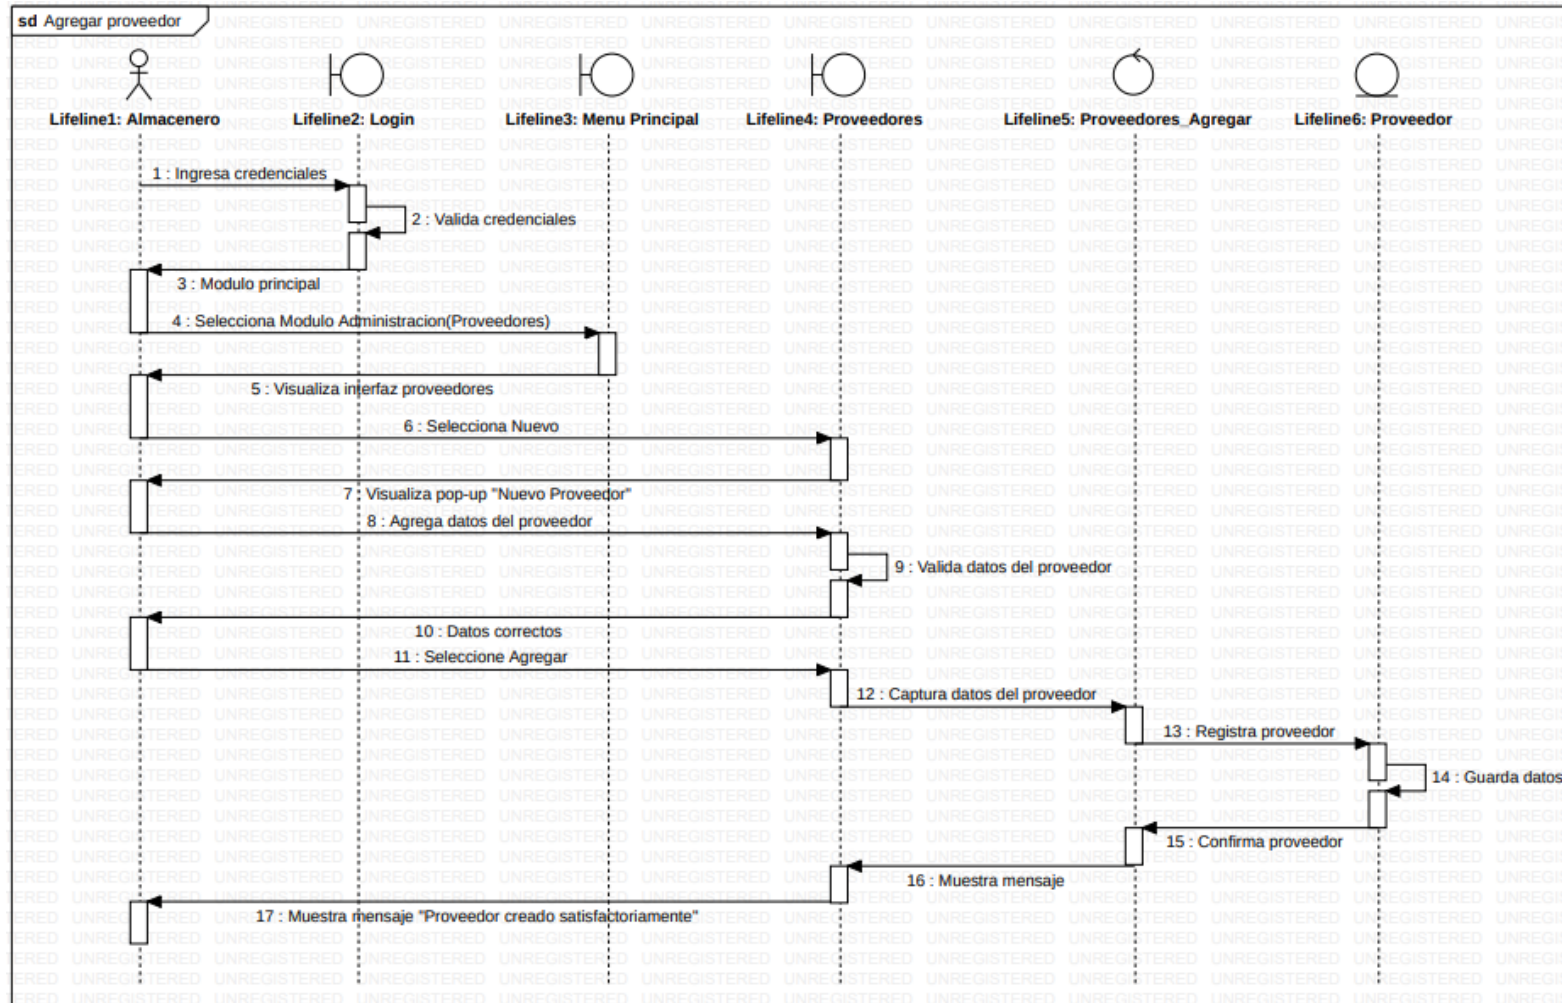 sd Agregar proveedor
Lifeline1: Almacenero
Lifeline2: Login
Lifeline3: Menu Principal
Lifeline4: Proveedores
Lifeline5: Proveedores_Agregar
Lifeline6: Proveedor
1 : Ingresa credenciales
2 : Valida credenciales
3 : Modulo principal
4 : Selecciona Modulo Administracion(Proveedores)
5 : Visualiza interfaz proveedores
6 : Selecciona Nuevo
7 : Visualiza pop-up "Nuevo Proveedor"
8 : Agrega datos del proveedor
9 : Valida datos del proveedor
10 : Datos correctos
11 : Seleccione Agregar
12 : Captura datos del proveedor
13 : Registra proveedor
14 : Guarda datos
15 : Confirma proveedor
16 : Muestra mensaje
17 : Muestra mensaje "Proveedor creado satisfactoriamente"
UNREGISTERED